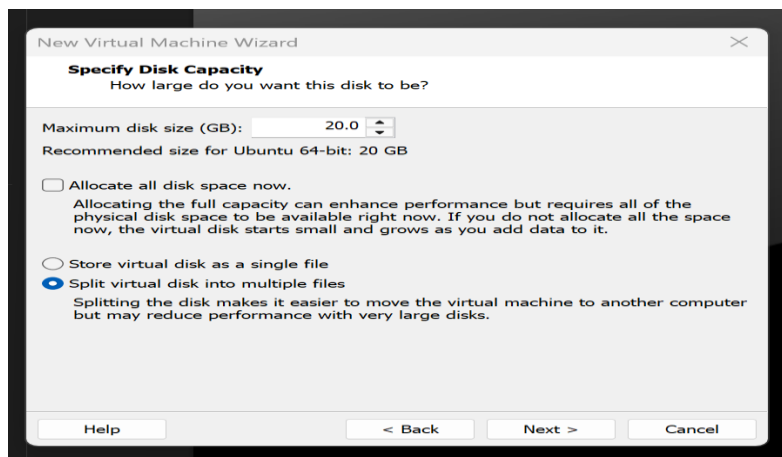 New Virtual Machine Wizard
Specify Disk Capacity
How large do you want this disk to be?
Maximum disk size (GB): 20.0
Recommended size for Ubuntu 64-bit: 20 GB
Allocate all disk space now.
Allocating the full capacity can enhance performance but requires all of the
physical disk space to be available right now. If you do not allocate all the space
now, the virtual disk starts small and grows as you add data to it.
Store virtual disk as a single file
Split virtual disk into multiple files
Splitting the disk makes it easier to move the virtual machine to another computer
but may reduce performance with very large disks.
Help < Back Next > Cancel